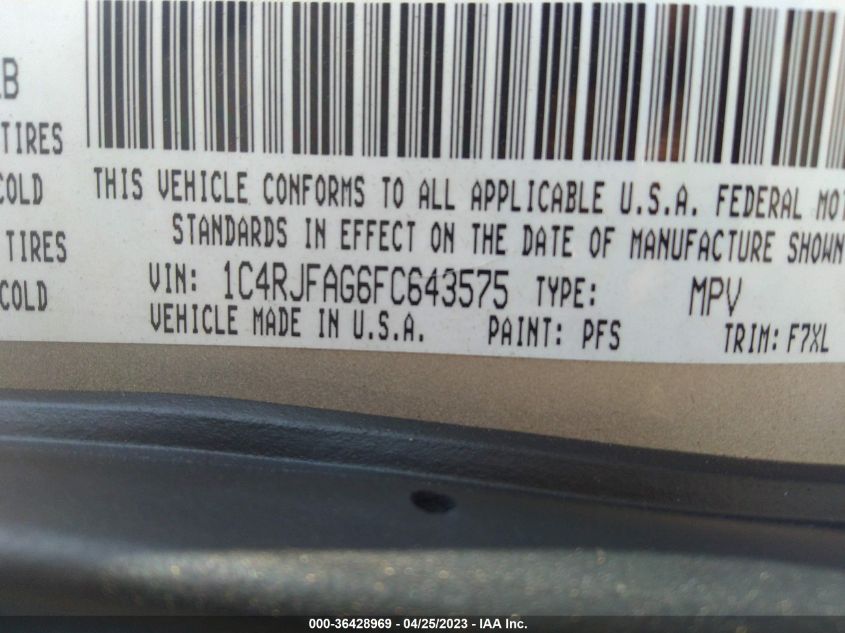 LB
TIRES
COLD
TIRES
COLD
THIS VEHICLE CONFORMS TO ALL APPLICABLE U.S.A. FEDERAL MOT
STANDARDS IN EFFECT ON THE DATE OF MANUFACTURE SHOWN
VIN: 1C4RJFAG6FC643575 TYPE: MPV
VEHICLE MADE IN U.S.A. PAINT: PFS TRIM: F7XL
000-36428969 - 04/25/2023 - IAA Inc.